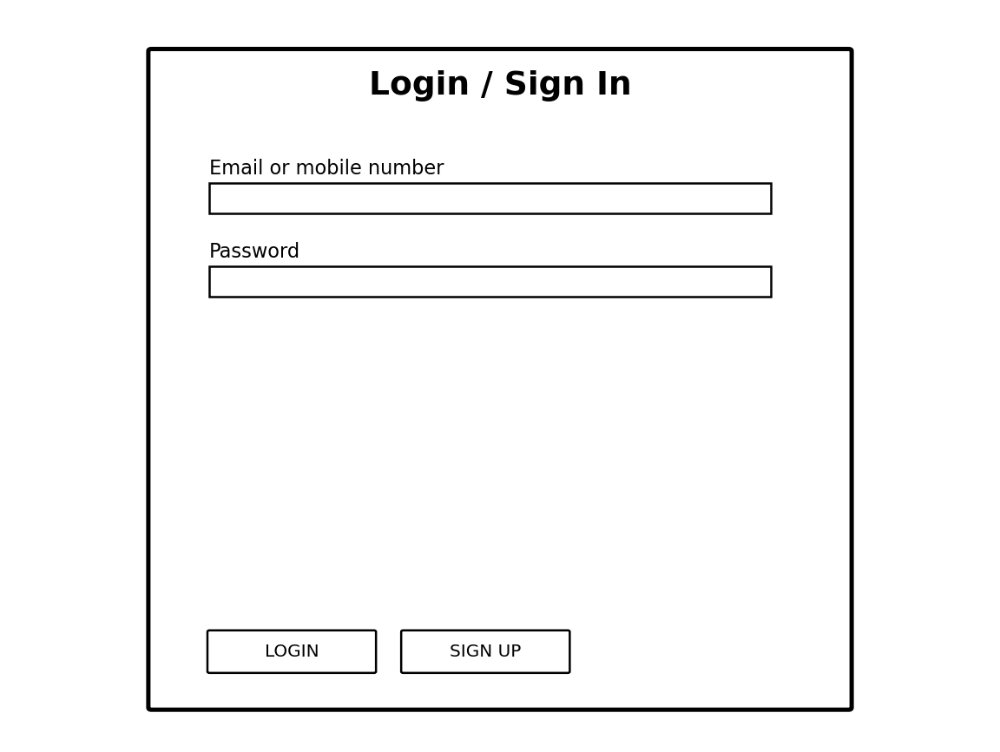 Login / Sign In
Email or mobile number
Password
LOGIN
SIGN UP